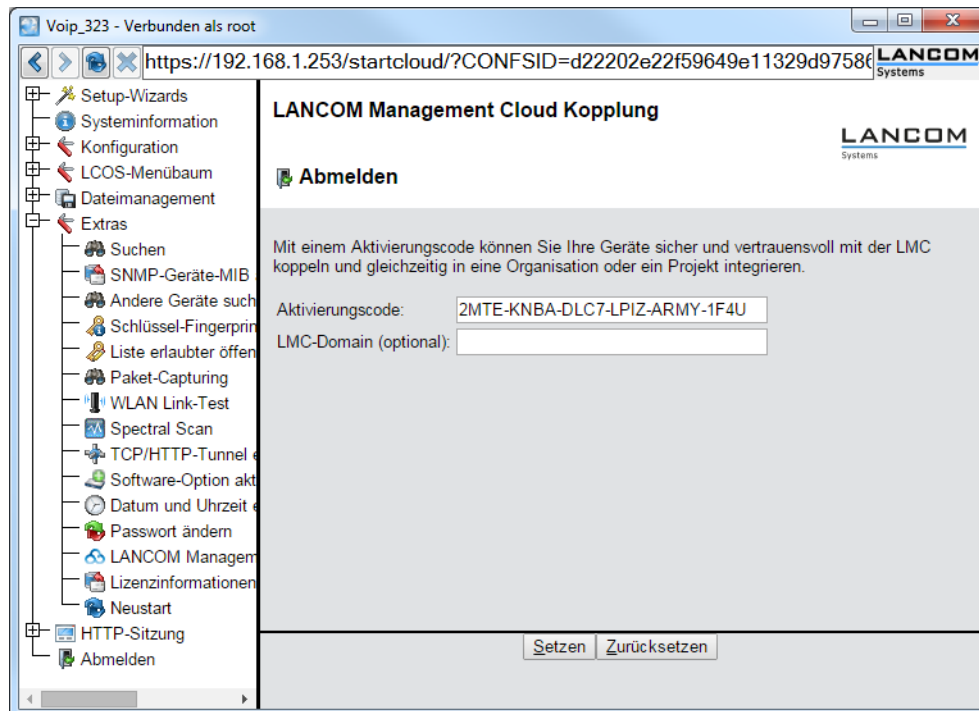 Voip_323 - Verbunden als root
https://192.168.1.253/startcloud/?CONFSID=d22202e22f59649e11329d9758
LANCOM
Systems
Setup-Wizards
Systeminformation
Konfiguration
LCOS-Menübaum
Dateimanagement
Extras
Suchen
SNMP-Geräte-MIB
Andere Geräte such
Schlüssel-Fingerprin
Liste erlaubter öffen
Paket-Capturing
WLAN Link-Test
Spectral Scan
TCP/HTTP-Tunnel e
Software-Option akt
Datum und Uhrzeit e
Passwort ändern
LANCOM Managem
Lizenzinformationen
Neustart
HTTP-Sitzung
Abmelden
LANCOM Management Cloud Kopplung
LANCOM
Systems
Abmelden
Mit einem Aktivierungscode können Sie Ihre Geräte sicher und vertrauensvoll mit der LMC
koppeln und gleichzeitig in eine Organisation oder ein Projekt integrieren.
Aktivierungscode: 2MTE-KNBA-DLC7-LPIZ-ARMY-1F4U
LMC-Domain (optional):
Setzen Zurücksetzen